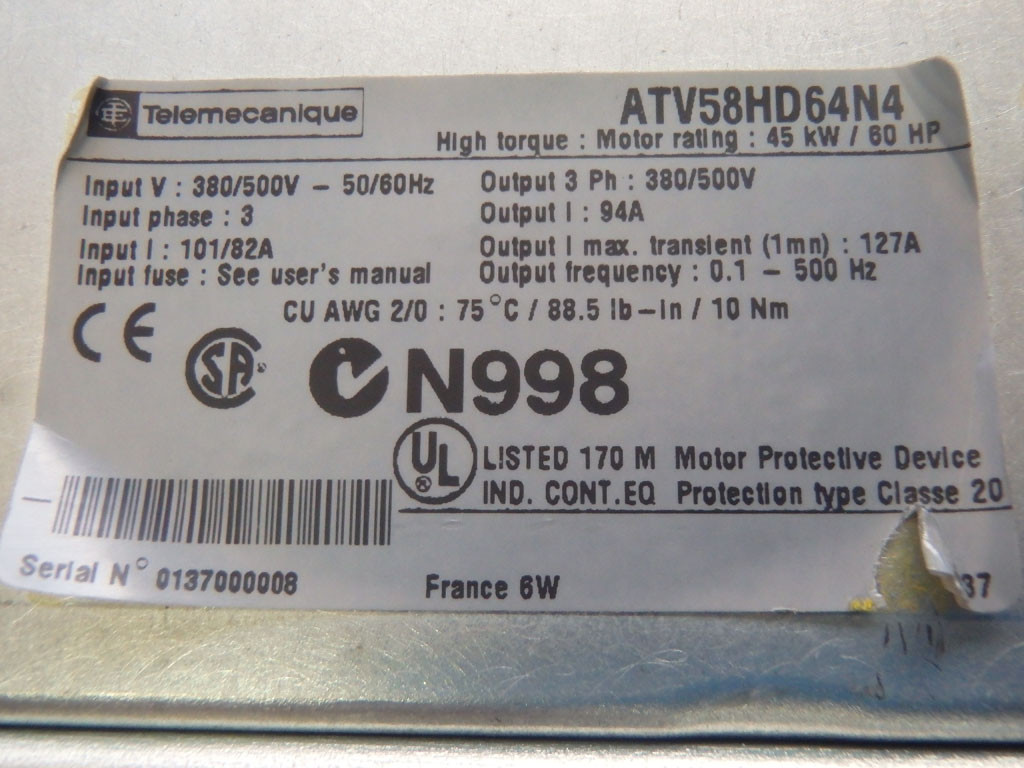 Telemecanique
ATV58HD64N4
High torque : Motor rating : 45 kW / 60 HP
Input V : 380/500V – 50/60Hz
Output 3 Ph : 380/500V
Input phase : 3
Output I : 94A
Input I : 101/82A
Output I max. transient (1mn) : 127A
Input fuse : See user's manual
Output frequency : 0.1 – 500 Hz
CU AWG 2/0 : 75°C / 88.5 lb–in / 10 Nm
CE
SA
N998
UL
®
LISTED 170 M Motor Protective Device
IND. CONT.EQ Protection type Classe 20
Serial N° 0137000008
France 6W
37